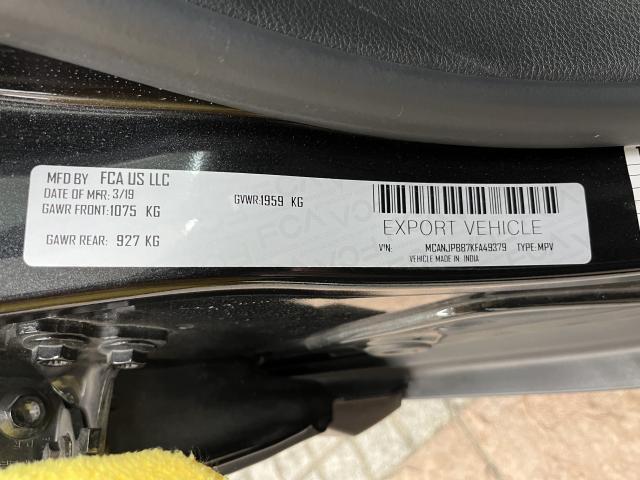 MFD BY FCA US LLC
DATE OF MFR: 3/19
GVWR:1959 KG
GAWR FRONT:1075 KG
GAWR REAR: 927 KG
EXPORT VEHICLE
VIN: MCANJPBB7KFA49379 TYPE: MPV
VEHICLE MADE IN: INDIA